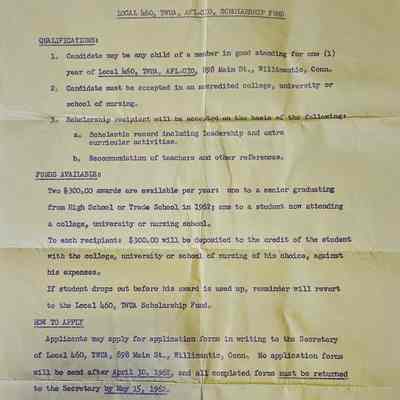 LOCAL 460, TWUA, AFL-CIO, SCHOLARSHIP FUND
QUALIFICATIONS:
1. Candidate may be any child of a member in good standing for one (1)
year of Local 460, TWUA, AFL-CIO, 898 Main St., Willimantic, Conn.
2. Candidate must be accepted in an accredited college, university or
school of nursing.
3. Scholarship recipient will be accepted on the basis of the following:
a. Scholastic record including leadership and extra
curricular activities.
b. Recommendation of teachers and other references.
FUNDS AVAILABLE:
Two $300.00 awards are available per year: one to a senior graduating
from High School or Trade School in 1962; one to a student now attending
a college, university or nursing school.
To each recipient: $300.00 will be deposited to the credit of the student
with the college, university or school of nursing of his choice, against
his expenses.
If student drops out before his award is used up, remainder will revert
to the Local 460, TWUA Scholarship Fund.
HOW TO APPLY
Applicants may apply for application forms in writing to the Secretary
of Local 460, TWUA, 898 Main St., Willimantic, Conn. No application forms
will be sent after April 30, 1962, and all completed forms must be returned
to the Secretary by May 15, 1962.